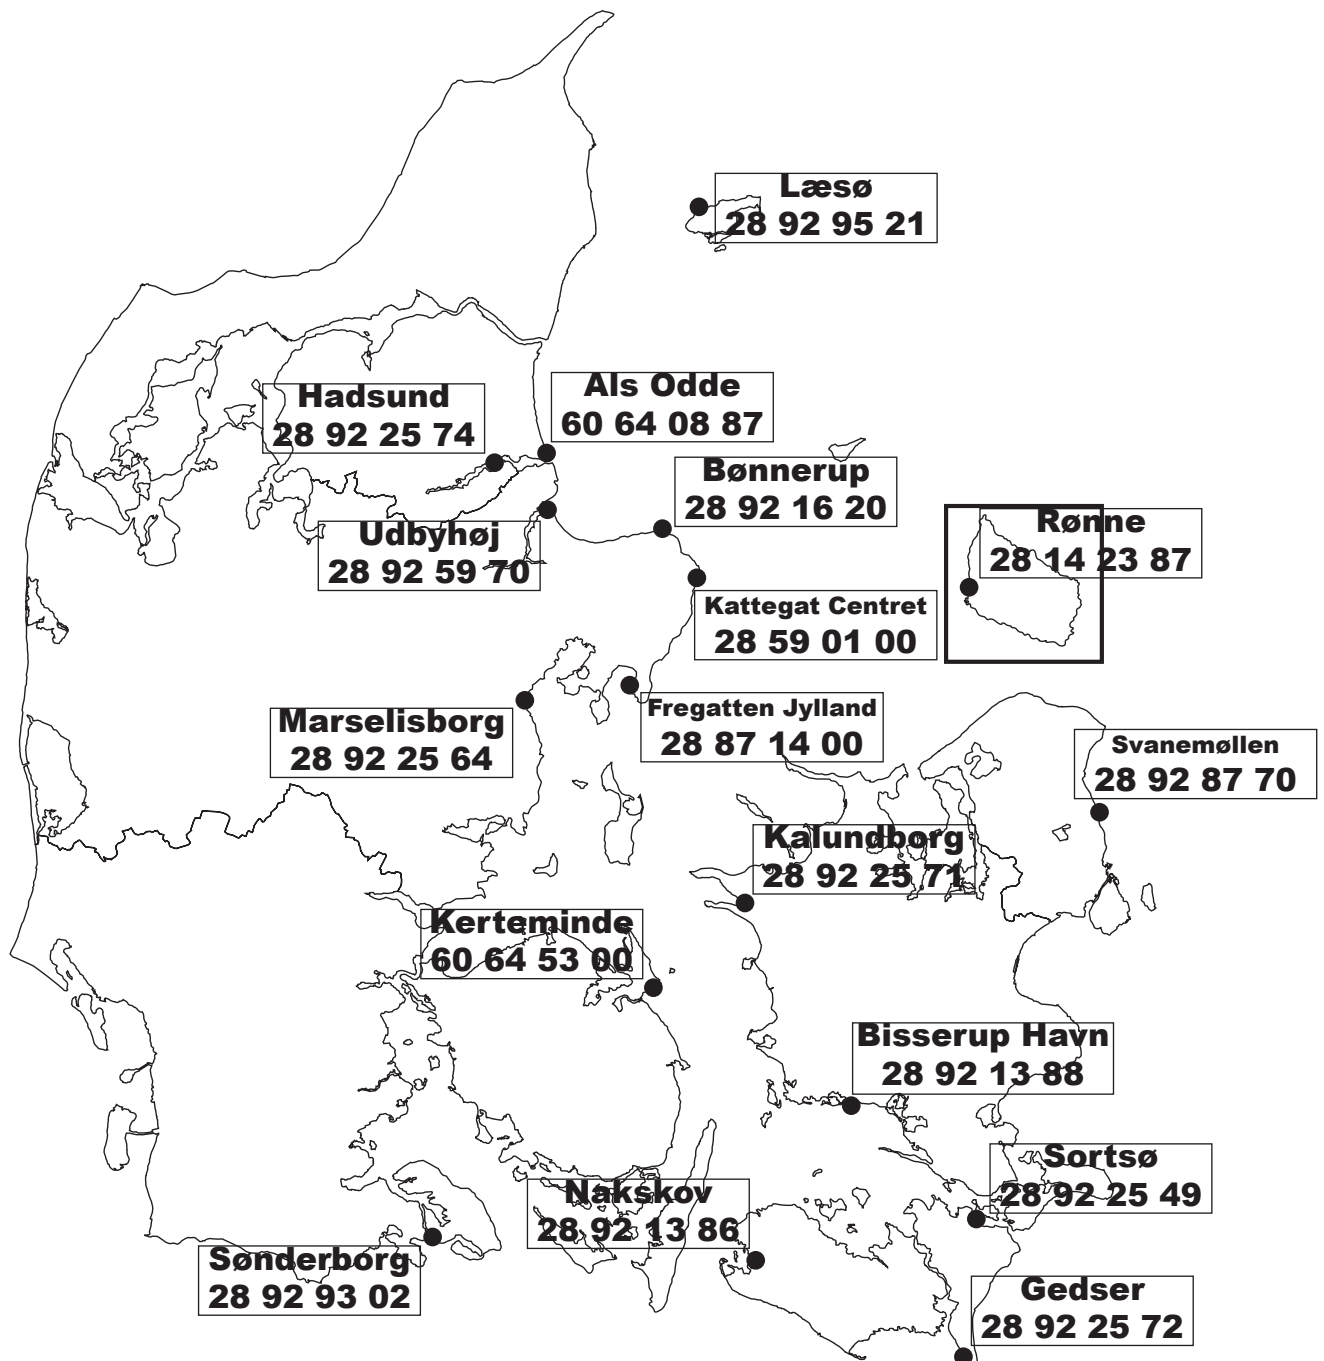 Læsø
28 92 95 21
Als Odde
60 64 08 87
Hadsund
28 92 25 74
Bønnerup
28 92 16 20
Rønne
28 14 23 87
Udbyhøj
28 92 59 70
Kattegat Centret
28 59 01 00
Fregatten Jylland
28 87 14 00
Marselisborg
28 92 25 64
Svanemøllen
28 92 87 70
Kalundborg
28 92 25 71
Kerteminde
60 64 53 00
Bisserup Havn
28 92 13 88
Sortsø
28 92 25 49
Nakskov
28 92 13 86
Sønderborg
28 92 93 02
Gedser
28 92 25 72